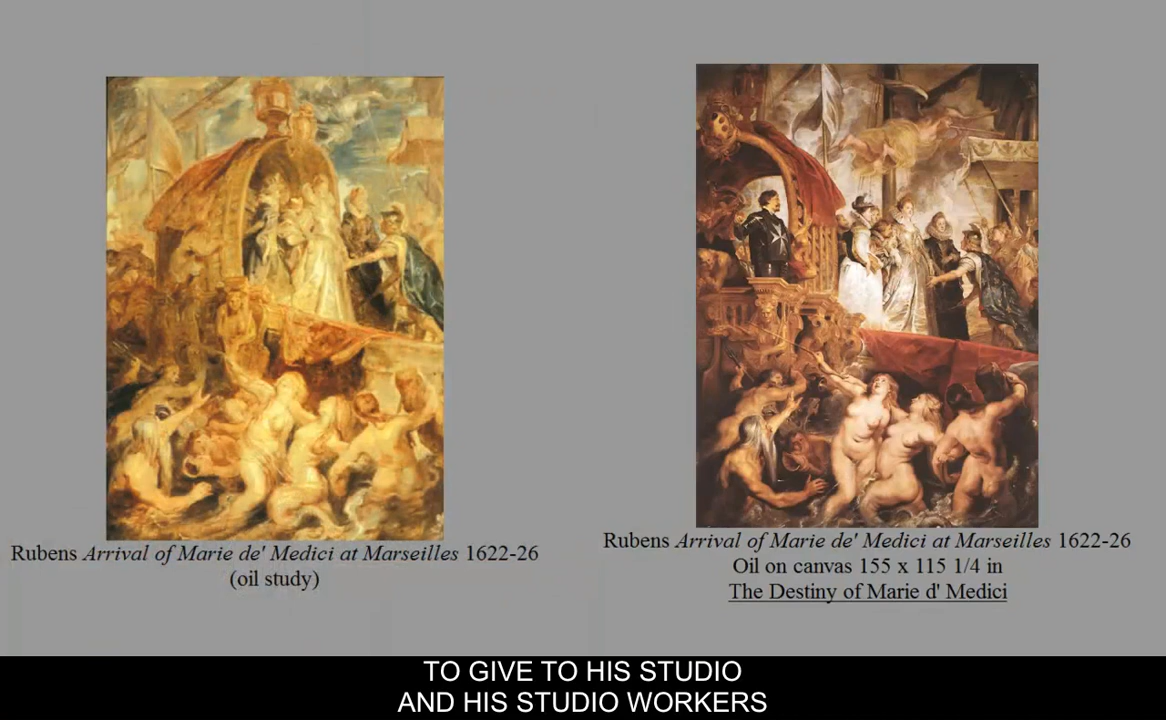 Rubens Arrival of Marie de' Medici at Marseilles 1622-26
(oil study)
Rubens Arrival of Marie de' Medici at Marseilles 1622-26
Oil on canvas 155 x 115 1/4 in
The Destiny of Marie d' Medici
TO GIVE TO HIS STUDIO
AND HIS STUDIO WORKERS